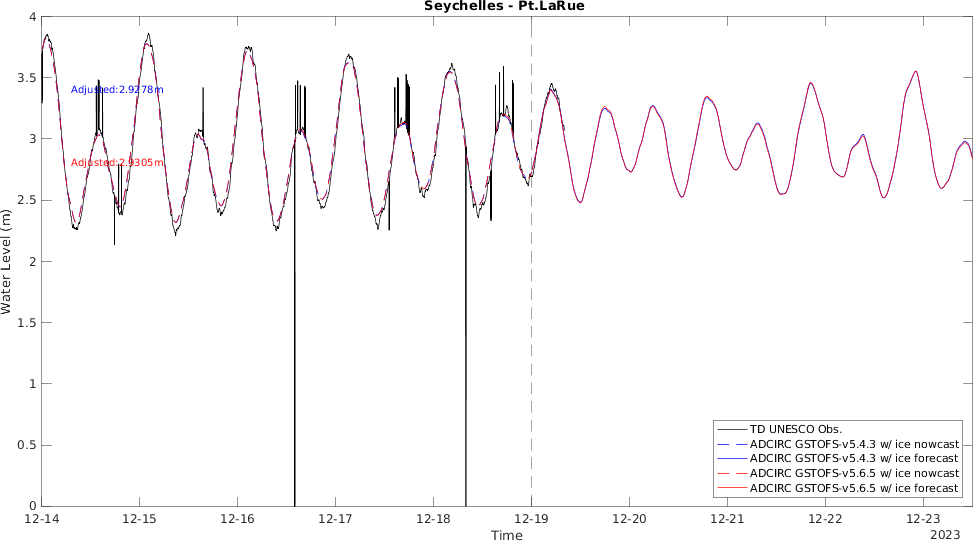 Seychelles - Pt.LaRue
Water Level (m)
4
3.5
3
2.5
2
1.5
1
0.5
0
Adjusted:2.9278m
Adjusted:2.9305m
TD UNESCO Obs.
ADCIRC GSTOFS-v5.4.3 w/ ice nowcast
ADCIRC GSTOFS-v5.4.3 w/ ice forecast
ADCIRC GSTOFS-v5.6.5 w/ ice nowcast
ADCIRC GSTOFS-v5.6.5 w/ ice forecast
12-14 12-15 12-16 12-17 12-18 12-19 12-20 12-21 12-22 12-23
Time
2023